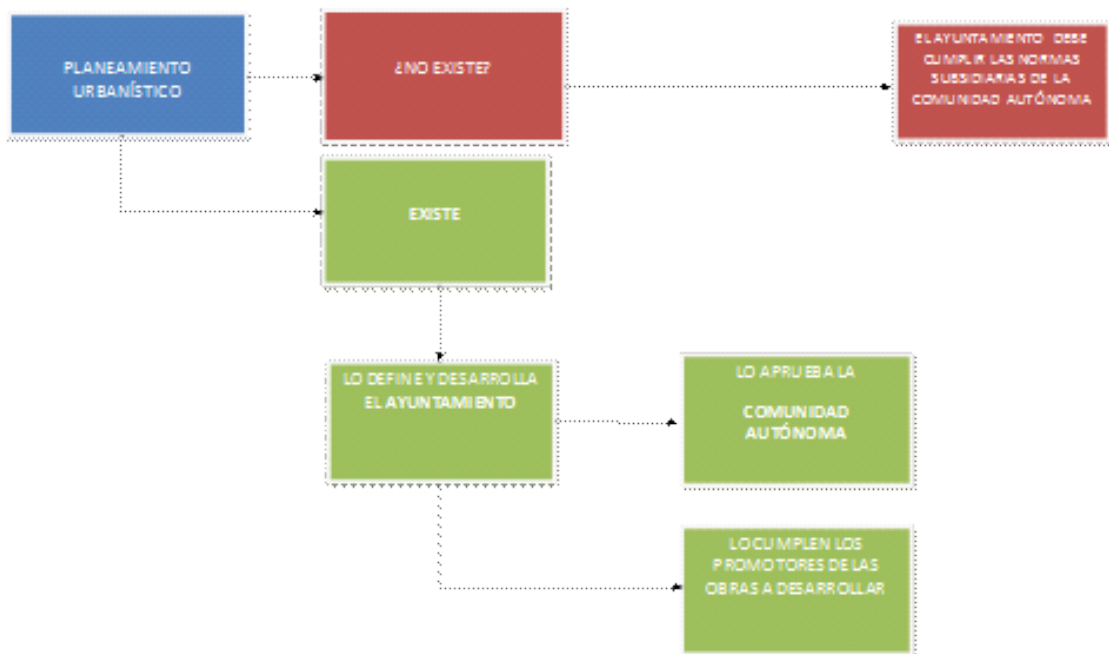 PLANEAMIENTO
URBANÍSTICO
¿NO EXISTE?
EL AYUNTAMIENTO DEBE
CUMPLIR LAS NORMAS
SUBSIDIARIAS DE LA
COMUNIDAD AUTÓNOMA
EXISTE
LO DEFINE Y DESARROLLA
EL AYUNTAMIENTO
LO APRUEBA LA
COMUNIDAD
AUTÓNOMA
LO CUMPLEN LOS
PROMOTORES DE LAS
OBRAS A DESARROLLAR